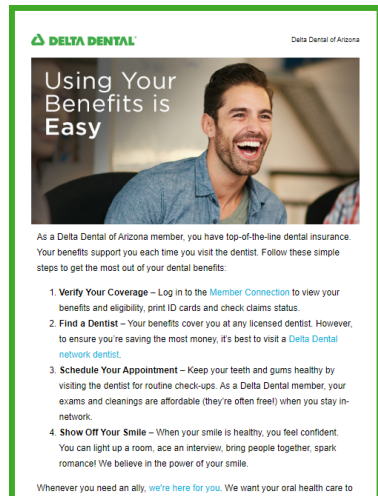 DELTA DENTAL®
Delta Dental of Arizona
Using Your
Benefits is
Easy
As a Delta Dental of Arizona member, you have top-of-the-line dental insurance.
Your benefits support you each time you visit the dentist. Follow these simple
steps to get the most out of your dental benefits:
1. Verify Your Coverage – Log in to the Member Connection to view your
benefits and eligibility, print ID cards and check claims status.
2. Find a Dentist – Your benefits cover you at any licensed dentist. However,
to ensure you're saving the most money, it's best to visit a Delta Dental
network dentist.
3. Schedule Your Appointment – Keep your teeth and gums healthy by
visiting the dentist for routine check-ups. As a Delta Dental member, your
exams and cleanings are affordable (they're often free!) when you stay in-
network.
4. Show Off Your Smile – When your smile is healthy, you feel confident.
You can light up a room, ace an interview, bring people together, spark
romance! We believe in the power of your smile.
Whenever you need an ally, we're here for you. We want your oral health care to